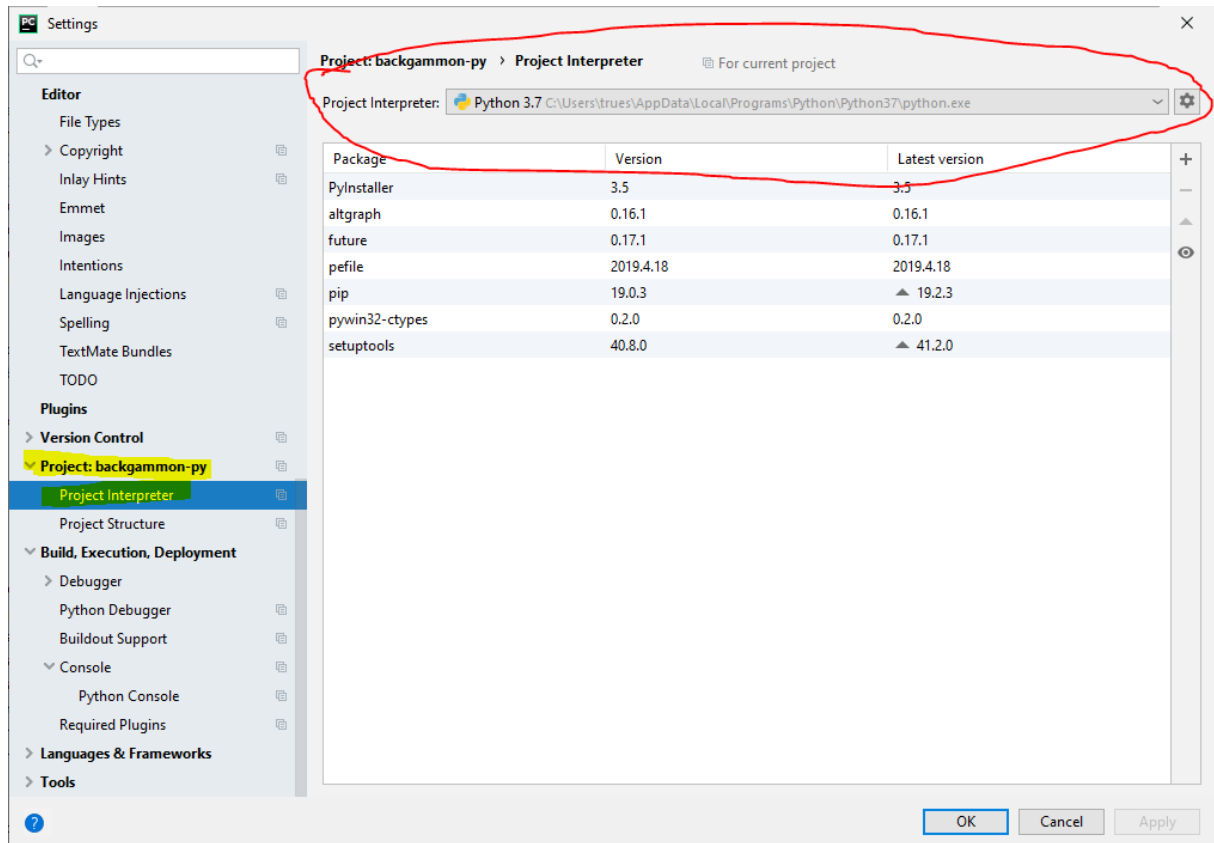 PC Settings
Editor
File Types
Copyright
Inlay Hints
Emmet
Images
Intentions
Language Injections
Spelling
TextMate Bundles
TODO
Plugins
Version Control
Project: backgammon-py
Project Interpreter
Project Structure
Build, Execution, Deployment
Debugger
Python Debugger
Buildout Support
Console
Python Console
Required Plugins
Languages & Frameworks
Tools
?
Project: backgammon-py › Project Interpreter For current project
Project Interpreter: Python 3.7 C:\Users\trues\AppData\Local\Programs\Python\Python37\python.exe
Package Version Latest version
PyInstaller 3.5 3.5
altgraph 0.16.1 0.16.1
future 0.17.1 0.17.1
pefile 2019.4.18 2019.4.18
pip 19.0.3 19.2.3
pywin32-ctypes 0.2.0 0.2.0
setuptools 40.8.0 41.2.0
OK Cancel Apply